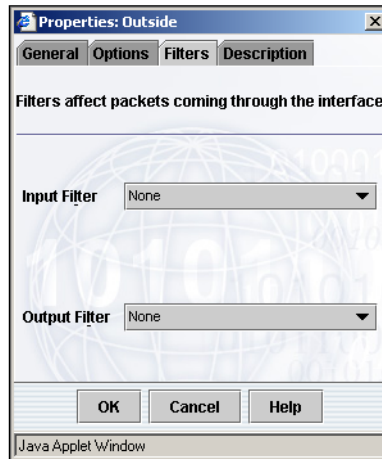 Properties: Outside
General Options Filters Description
Filters affect packets coming through the interface
Input Filter None
Output Filter None
OK Cancel Help
Java Applet Window